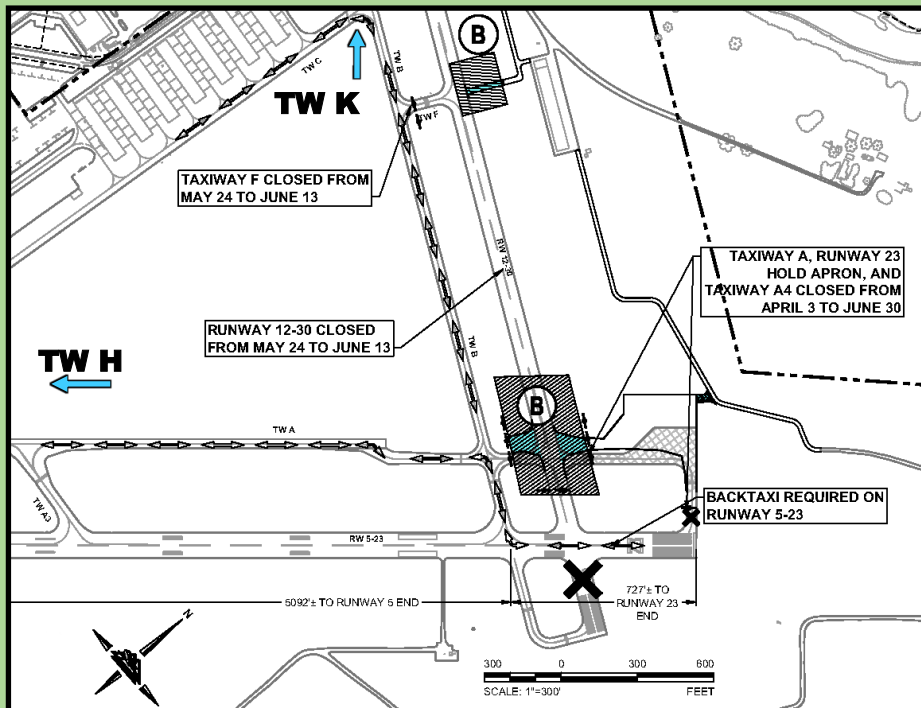 B
TW C
TW B
TW K
TW F
TAXIWAY F CLOSED FROM
MAY 24 TO JUNE 13
RW 12-30
TAXIWAY A, RUNWAY 23
HOLD APRON, AND
TAXIWAY A4 CLOSED FROM
APRIL 3 TO JUNE 30
RUNWAY 12-30 CLOSED
FROM MAY 24 TO JUNE 13
TW B
TW H
B
TW A
BACKTAXI REQUIRED ON
RUNWAY 5-23
TW A3
RW 5-23
5092'± TO RUNWAY 5 END
727'± TO
RUNWAY 23
END
N
300 0 300 600
SCALE: 1"=300' FEET